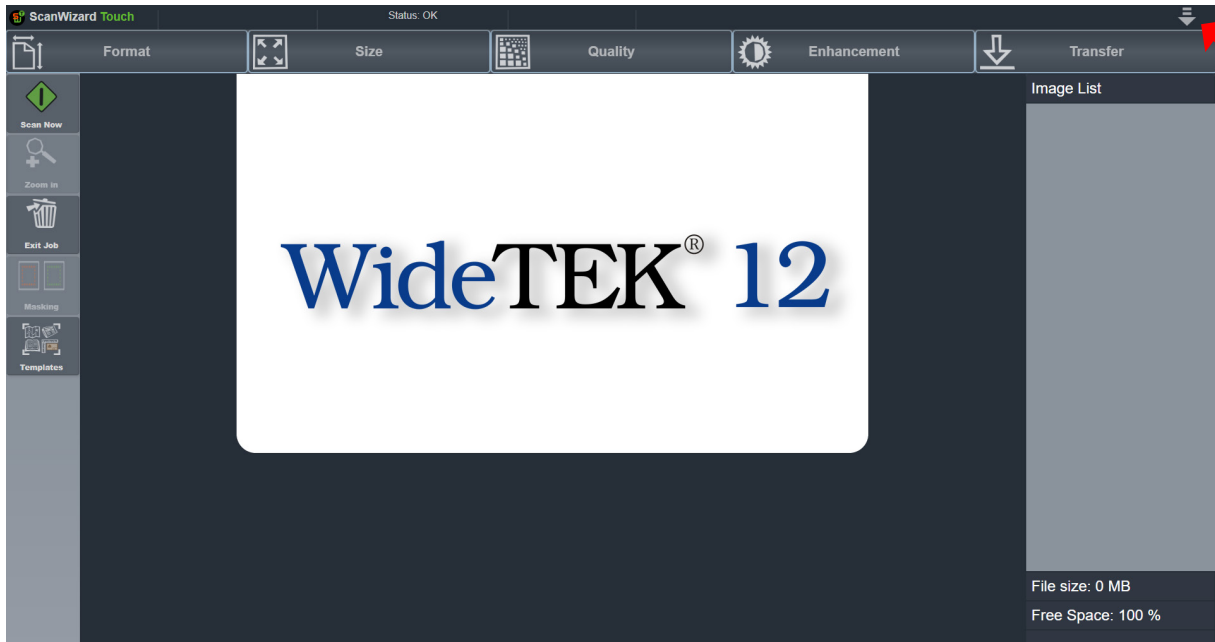 ScanWizard Touch
Status: OK
Format
Size
Quality
Enhancement
Transfer
Scan Now
Zoom in
Exit Job
Masking
Templates
WideTEK® 12
Image List
File size: 0 MB
Free Space: 100 %